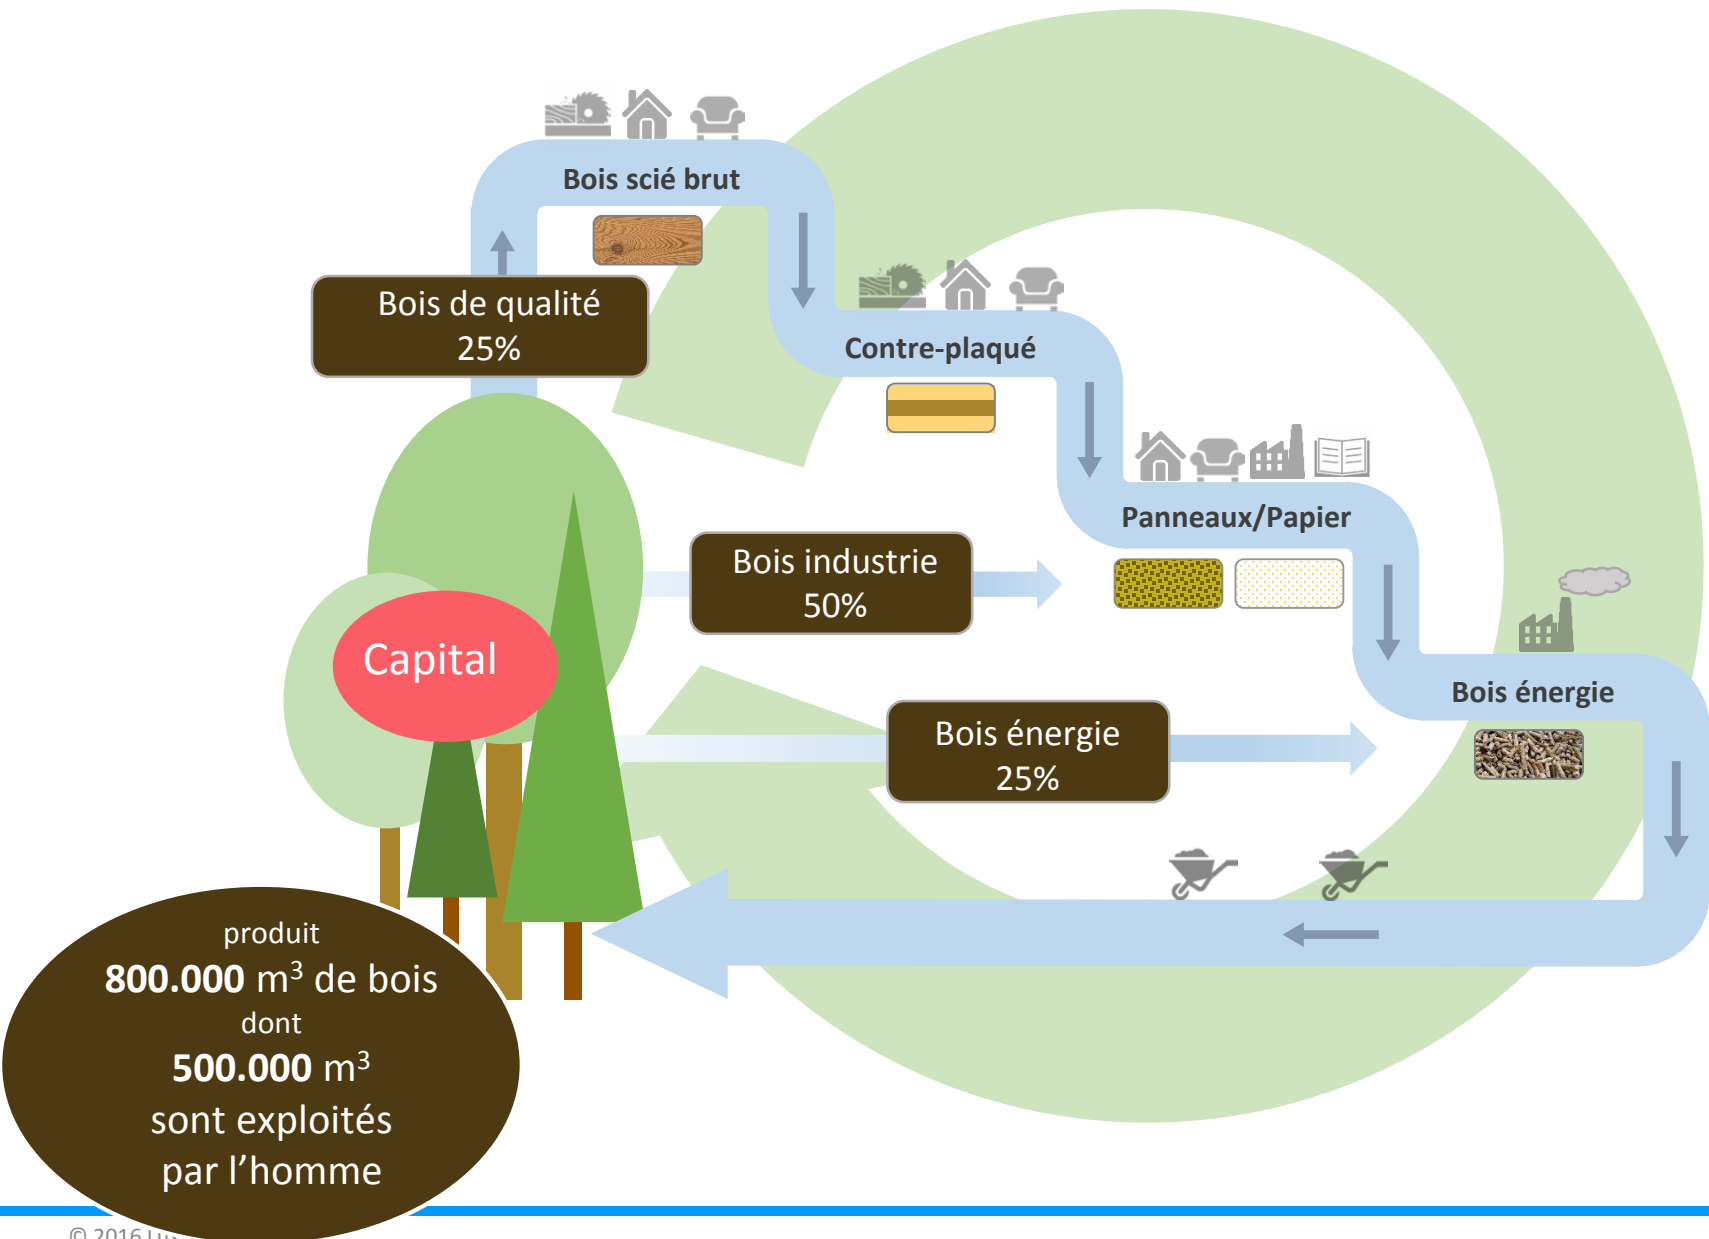 Bois scié brut
Bois de qualité
25%
Contre-plaqué
Panneaux/Papier
Bois industrie
50%
Capital
Bois énergie
Bois énergie
25%
produit
800.000 m³ de bois
dont
500.000 m³
sont exploités
par l’homme
© 2016